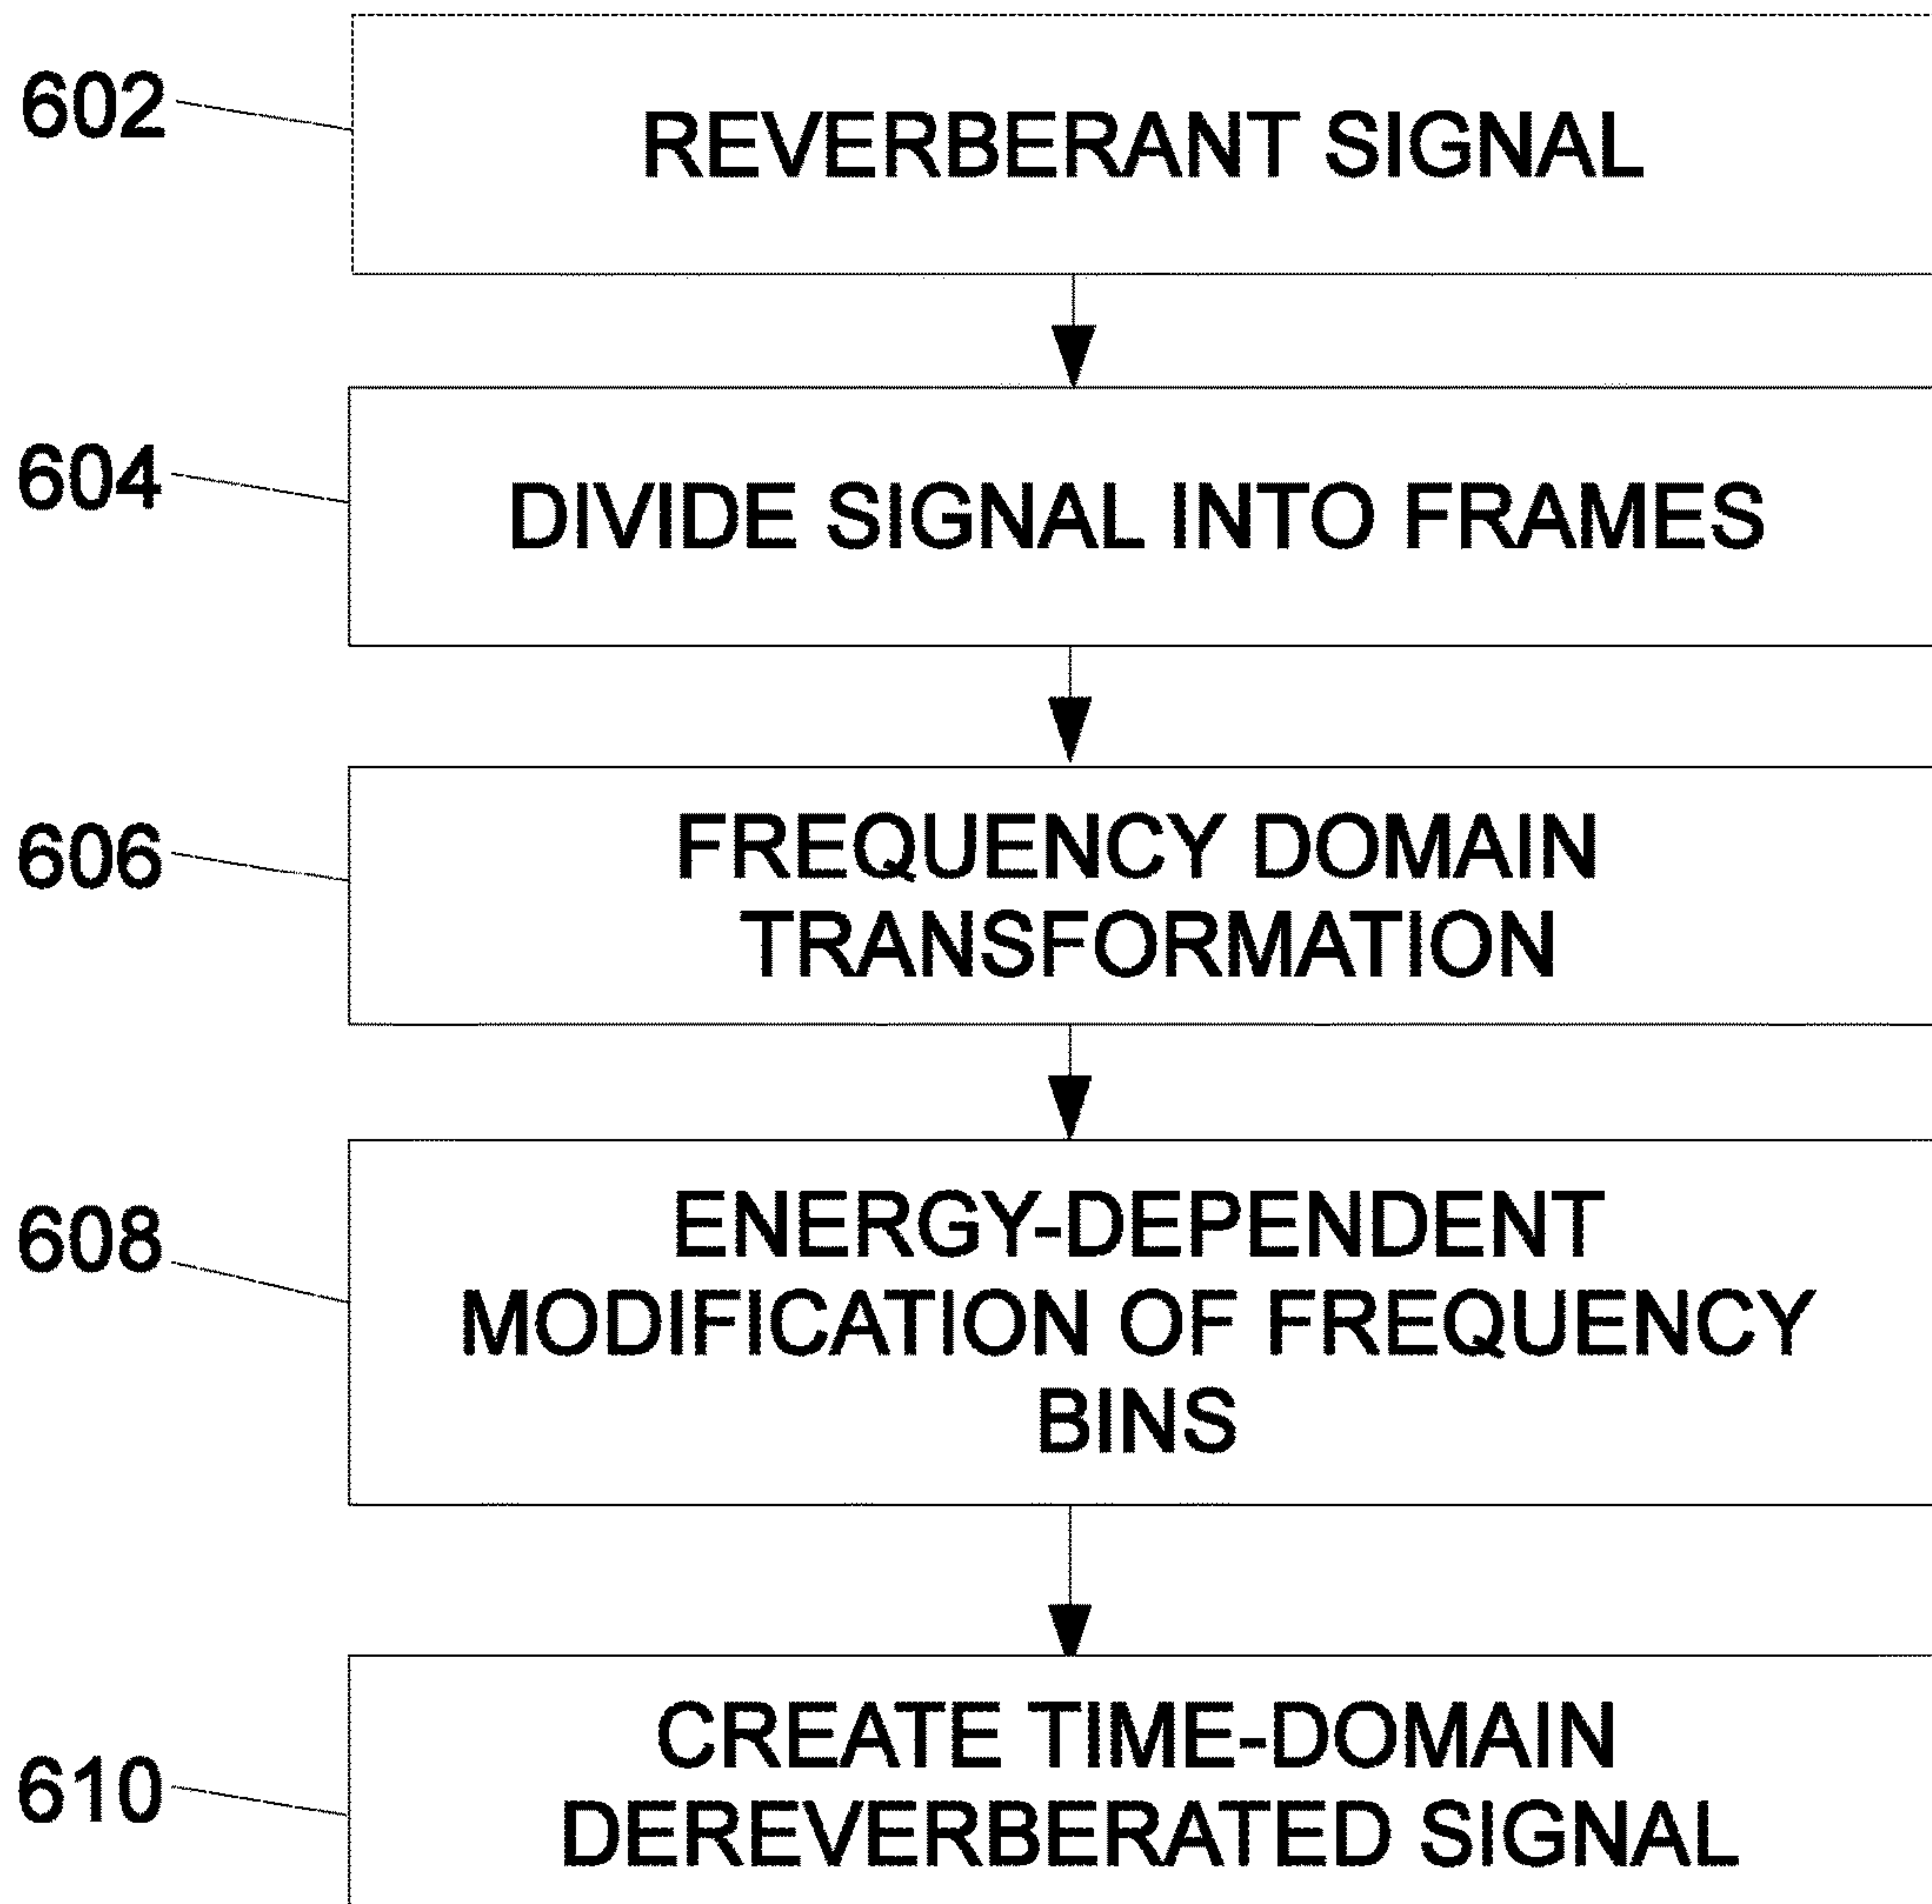 602
REVERBERANT SIGNAL
604
DIVIDE SIGNAL INTO FRAMES
606
FREQUENCY DOMAIN
TRANSFORMATION
608
ENERGY-DEPENDENT
MODIFICATION OF FREQUENCY
BINS
610
CREATE TIME-DOMAIN
DEREVERBERATED SIGNAL